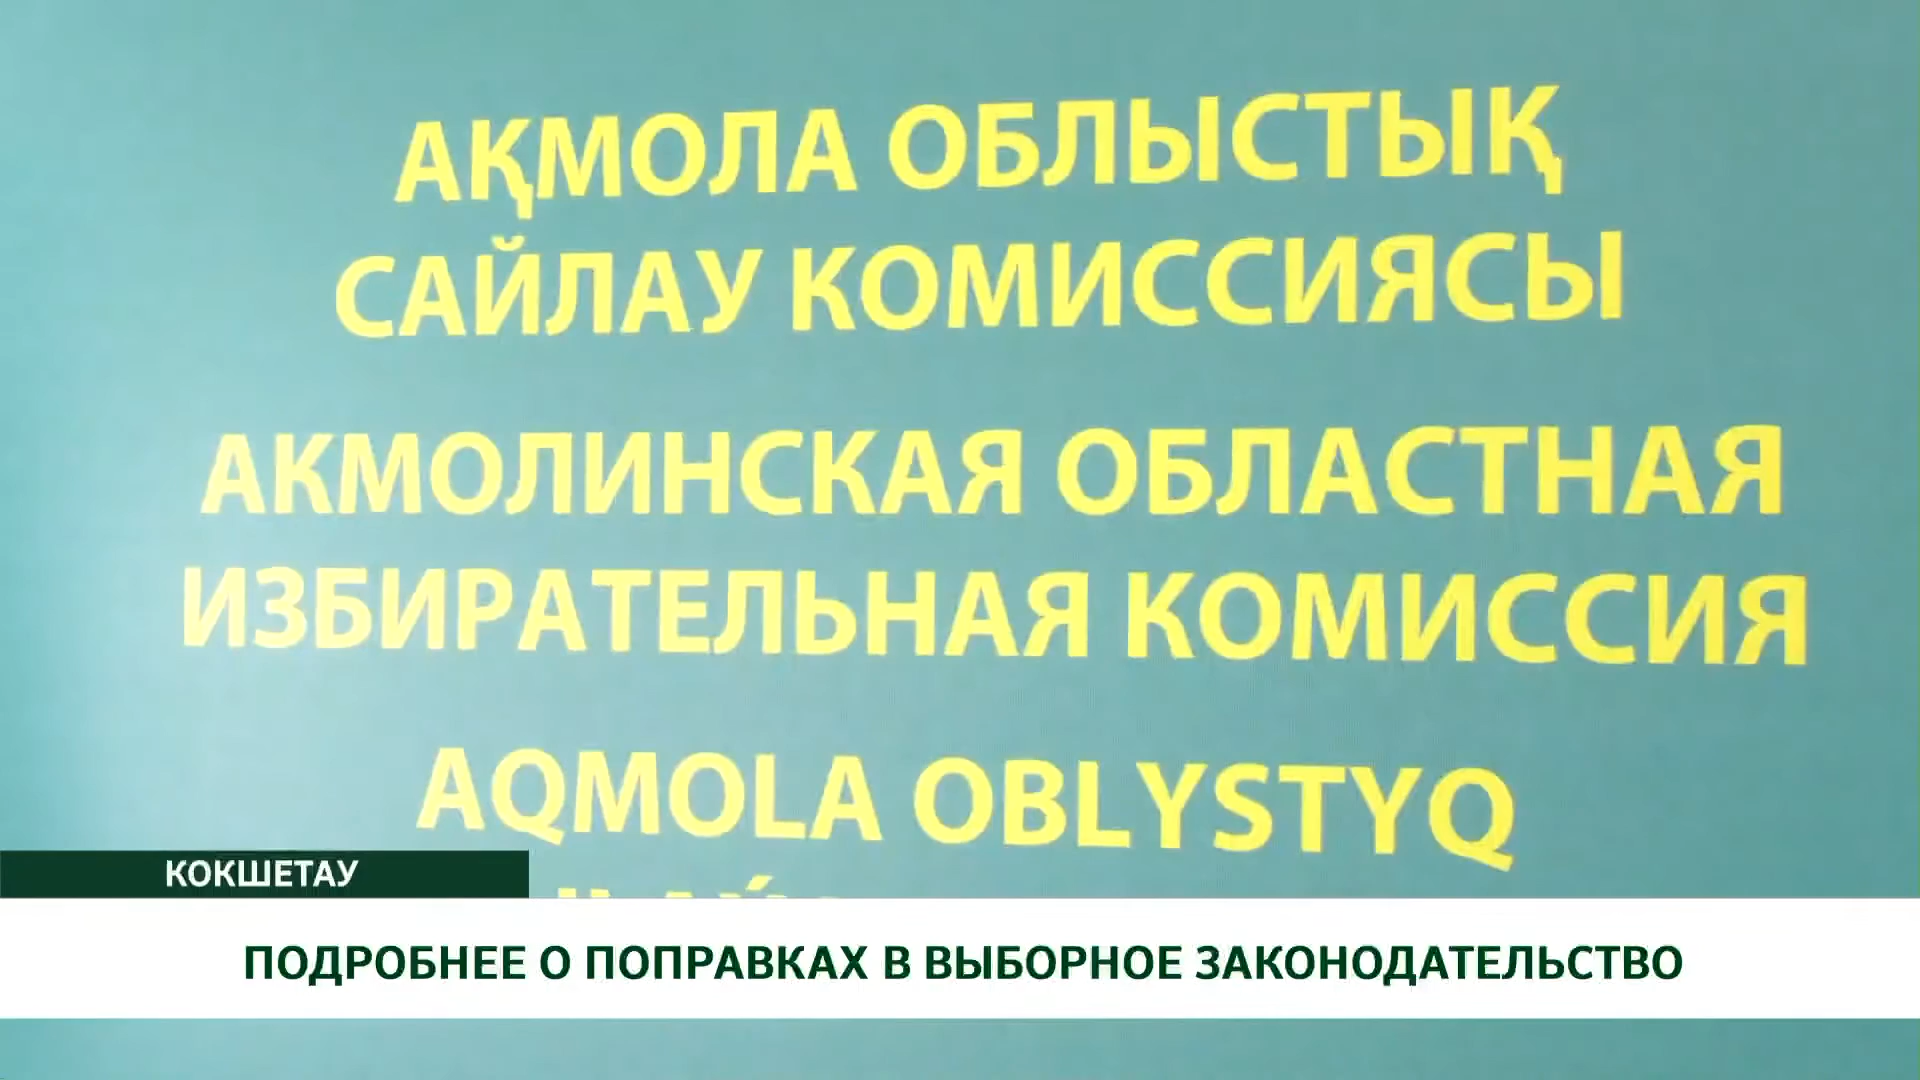 АҚМОЛА ОБЛЫСТЫҚ
САЙЛАУ КОМИССИЯСЫ
АКМОЛИНСКАЯ ОБЛАСТНАЯ
ИЗБИРАТЕЛЬНАЯ КОМИССИЯ
AQMOLA OBLYSTYQ
КОКШЕТАУ
ПОДРОБНЕЕ О ПОПРАВКАХ В ВЫБОРНОЕ ЗАКОНОДАТЕЛЬСТВО